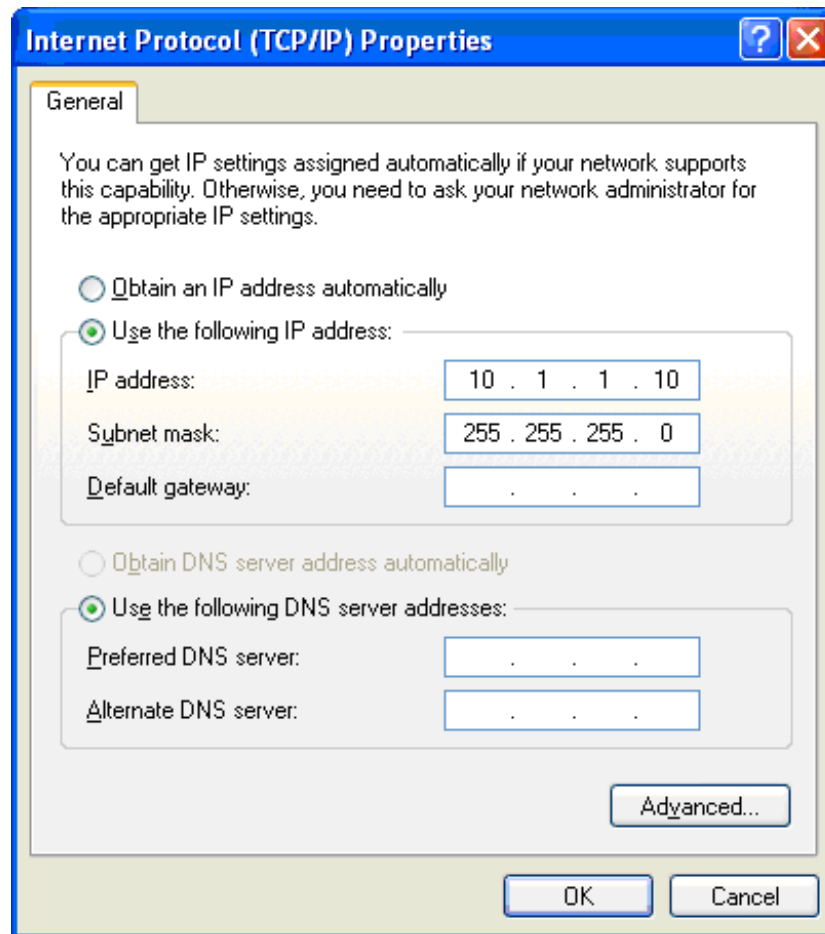 Internet Protocol (TCP/IP) Properties
General
You can get IP settings assigned automatically if your network supports
this capability. Otherwise, you need to ask your network administrator for
the appropriate IP settings.
Obtain an IP address automatically
Use the following IP address:
IP address: 10 . 1 . 1 . 10
Subnet mask: 255 . 255 . 255 . 0
Default gateway: . . .
Obtain DNS server address automatically
Use the following DNS server addresses:
Preferred DNS server: . . .
Alternate DNS server: . . .
Advanced...
OK Cancel